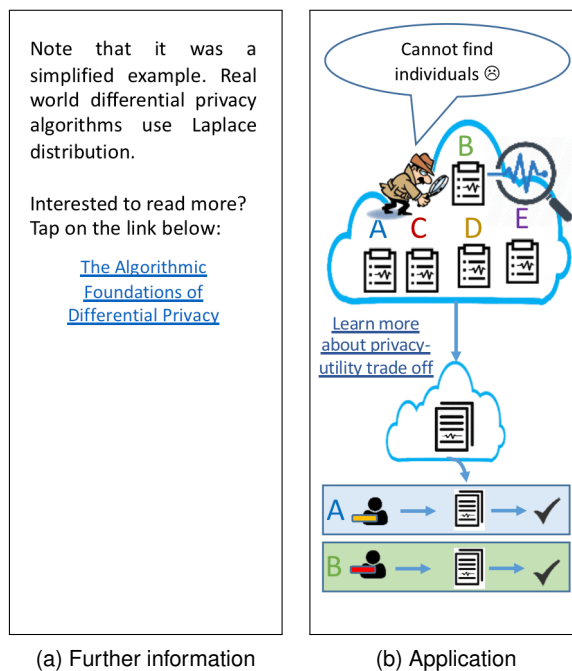 Note that it was a
simplified example. Real
world differential privacy
algorithms use Laplace
distribution.
Interested to read more?
Tap on the link below:
The Algorithmic
Foundations of
Differential Privacy
(a) Further information
Cannot find
individuals ☹
B
A C D E
Learn more
about privacy-
utility trade off
A
B
(b) Application